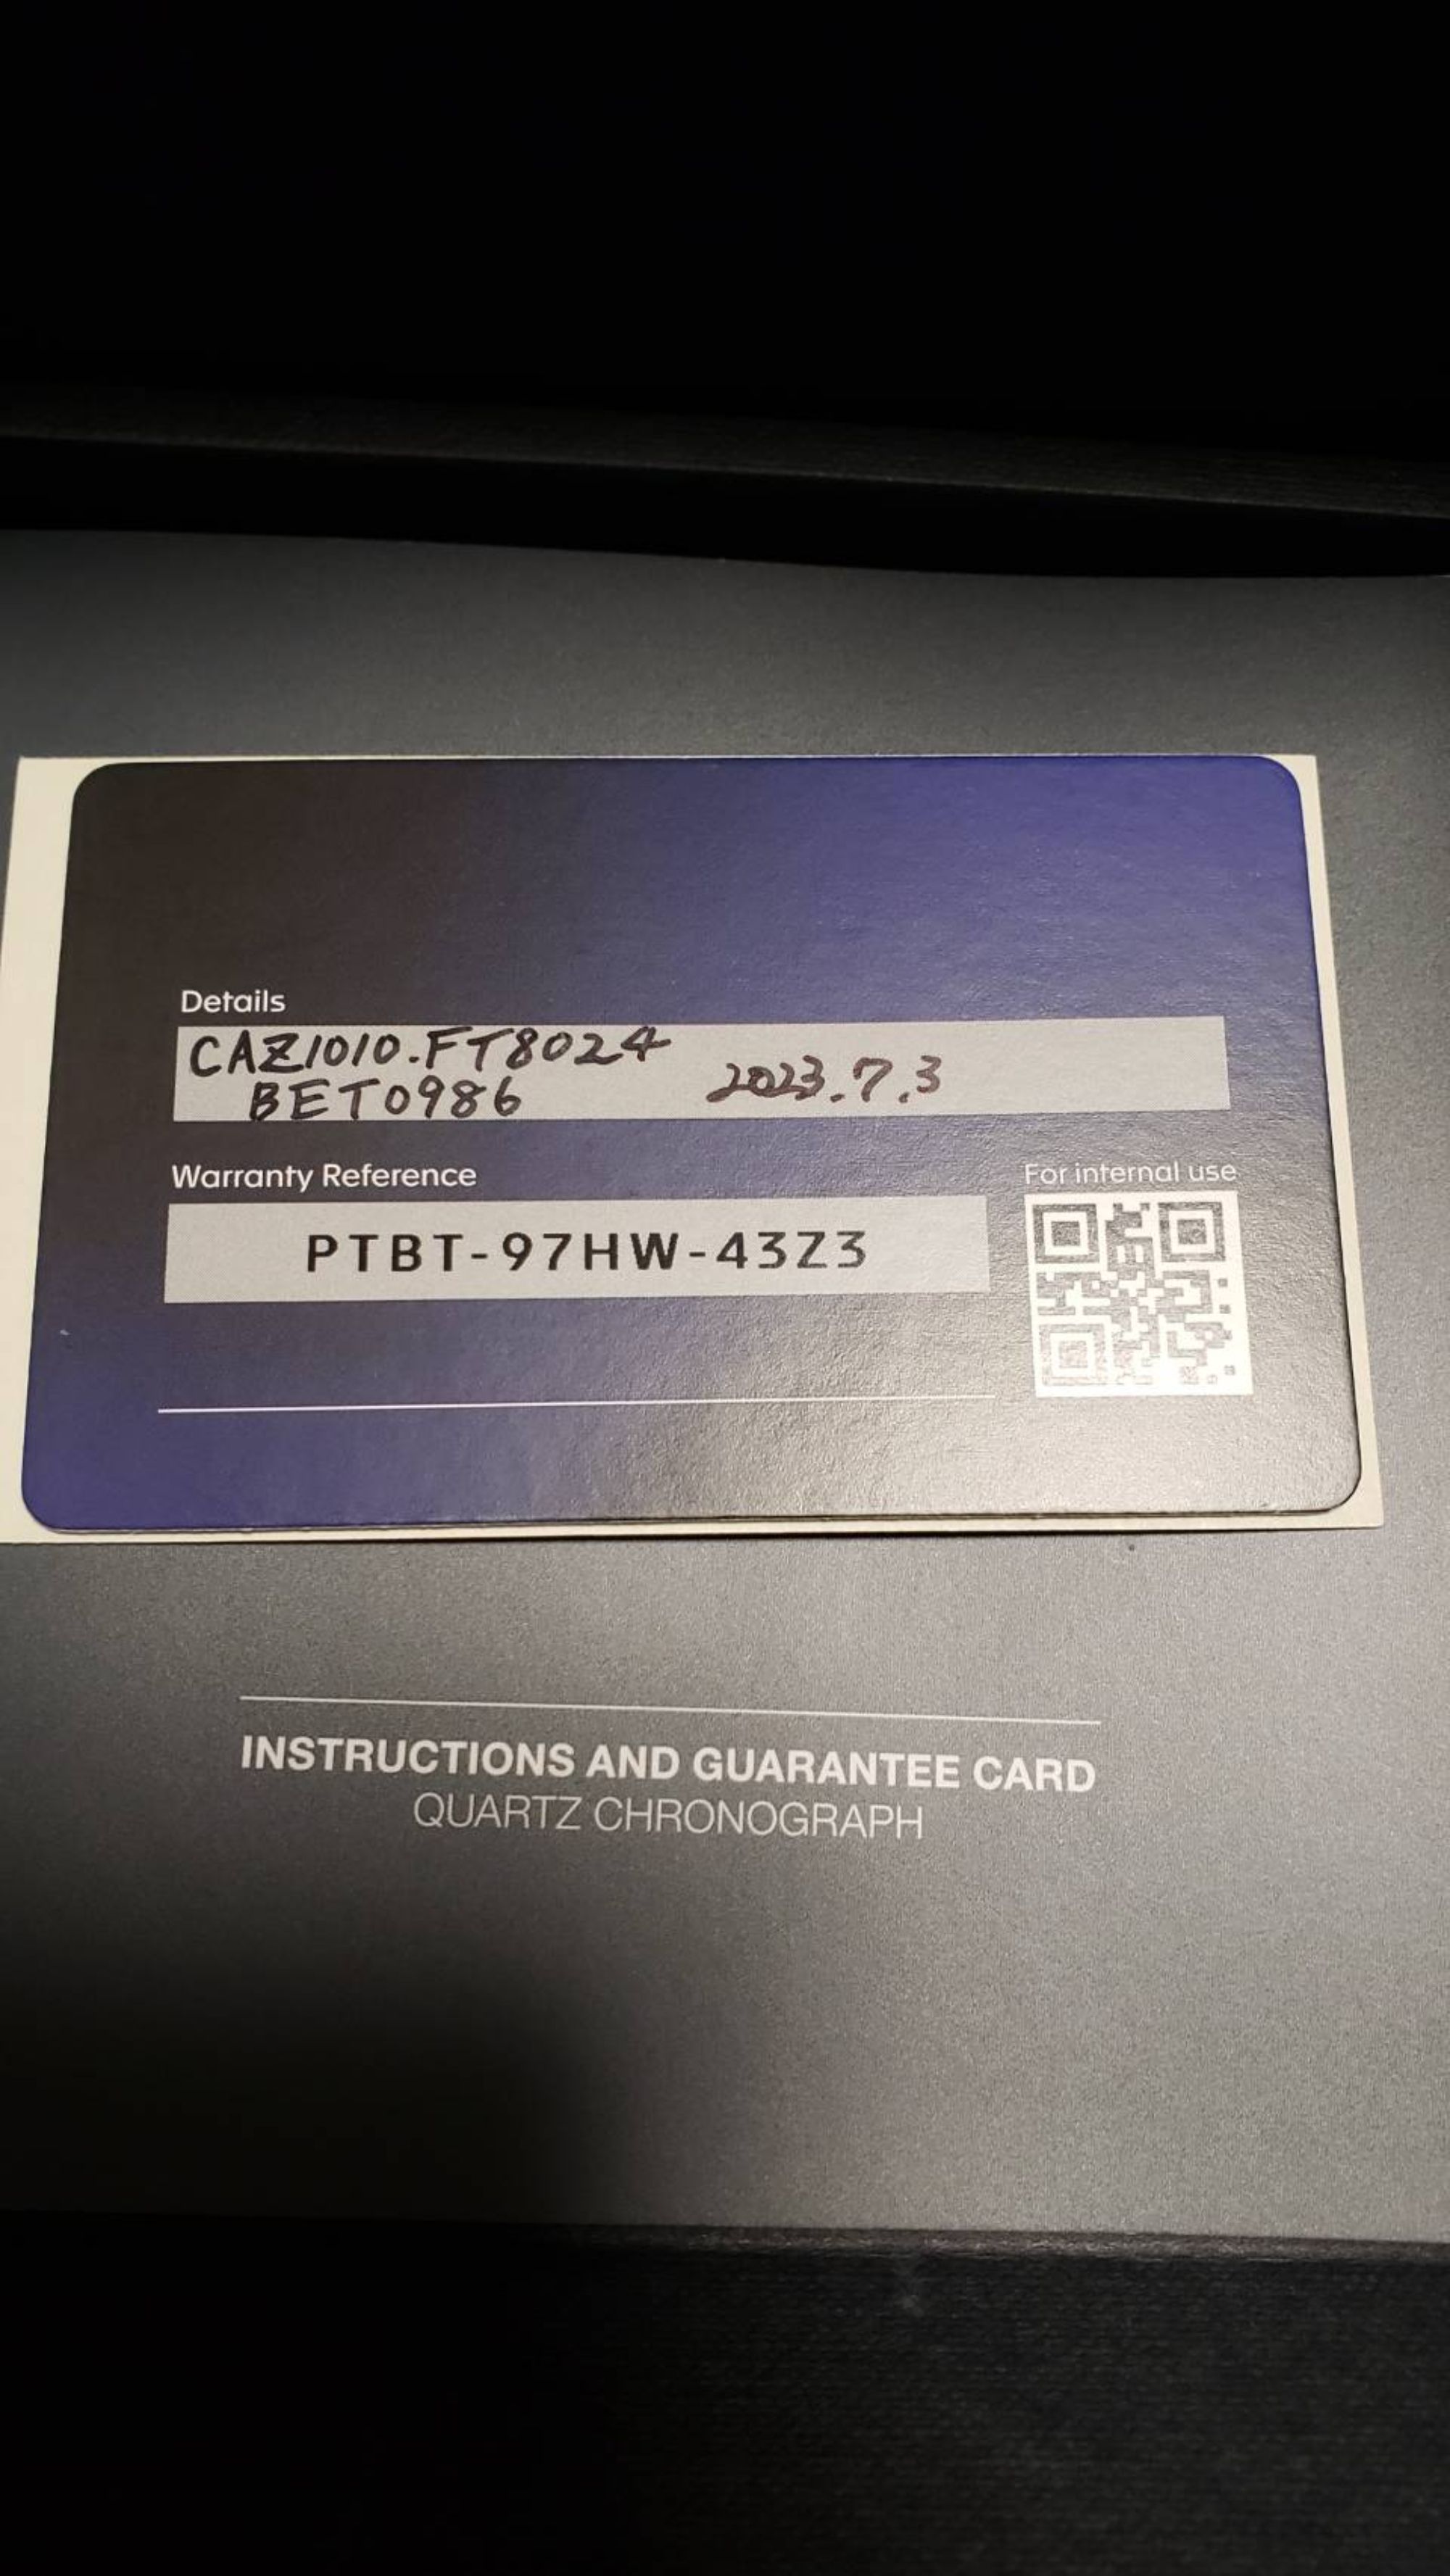 Details
CAZ1010.FT8024
BET0986
2023.7.3
Warranty Reference
For internal use
PTBT-97HW-43Z3
INSTRUCTIONS AND GUARANTEE CARD
QUARTZ CHRONOGRAPH